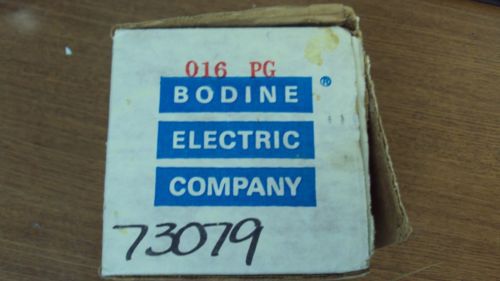 016 PG
BODINE ®
ELECTRIC
COMPANY
73079